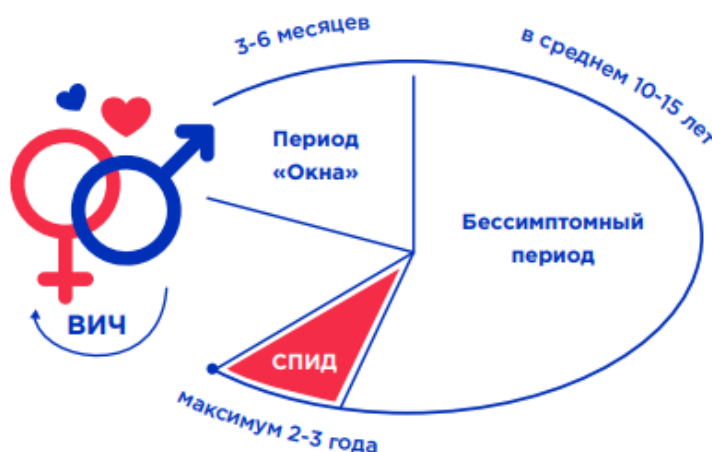 3-6 месяцев
в среднем 10-15 лет
Период
«Окна»
Бессимптомный
период
ВИЧ
СПИД
максимум 2-3 года